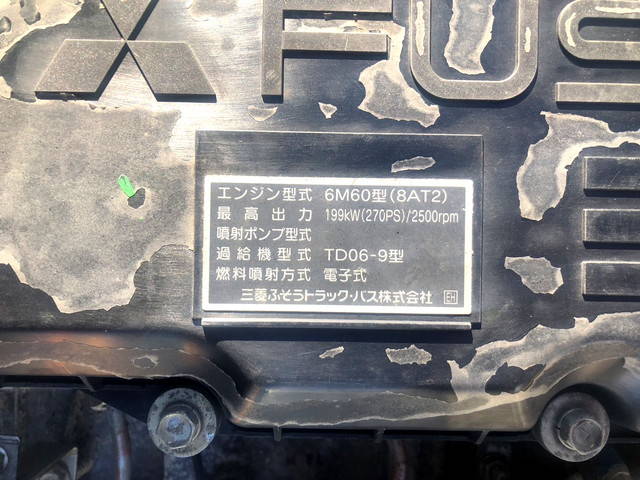 FUS
エンジン型式 6M60型(8AT2)
最高出力 199kW(270PS)/2500rpm
噴射ポンプ型式
過給機型式 TD06-9型
燃料噴射方式 電子式
三菱ふそうトラック・バス株式会社 EH